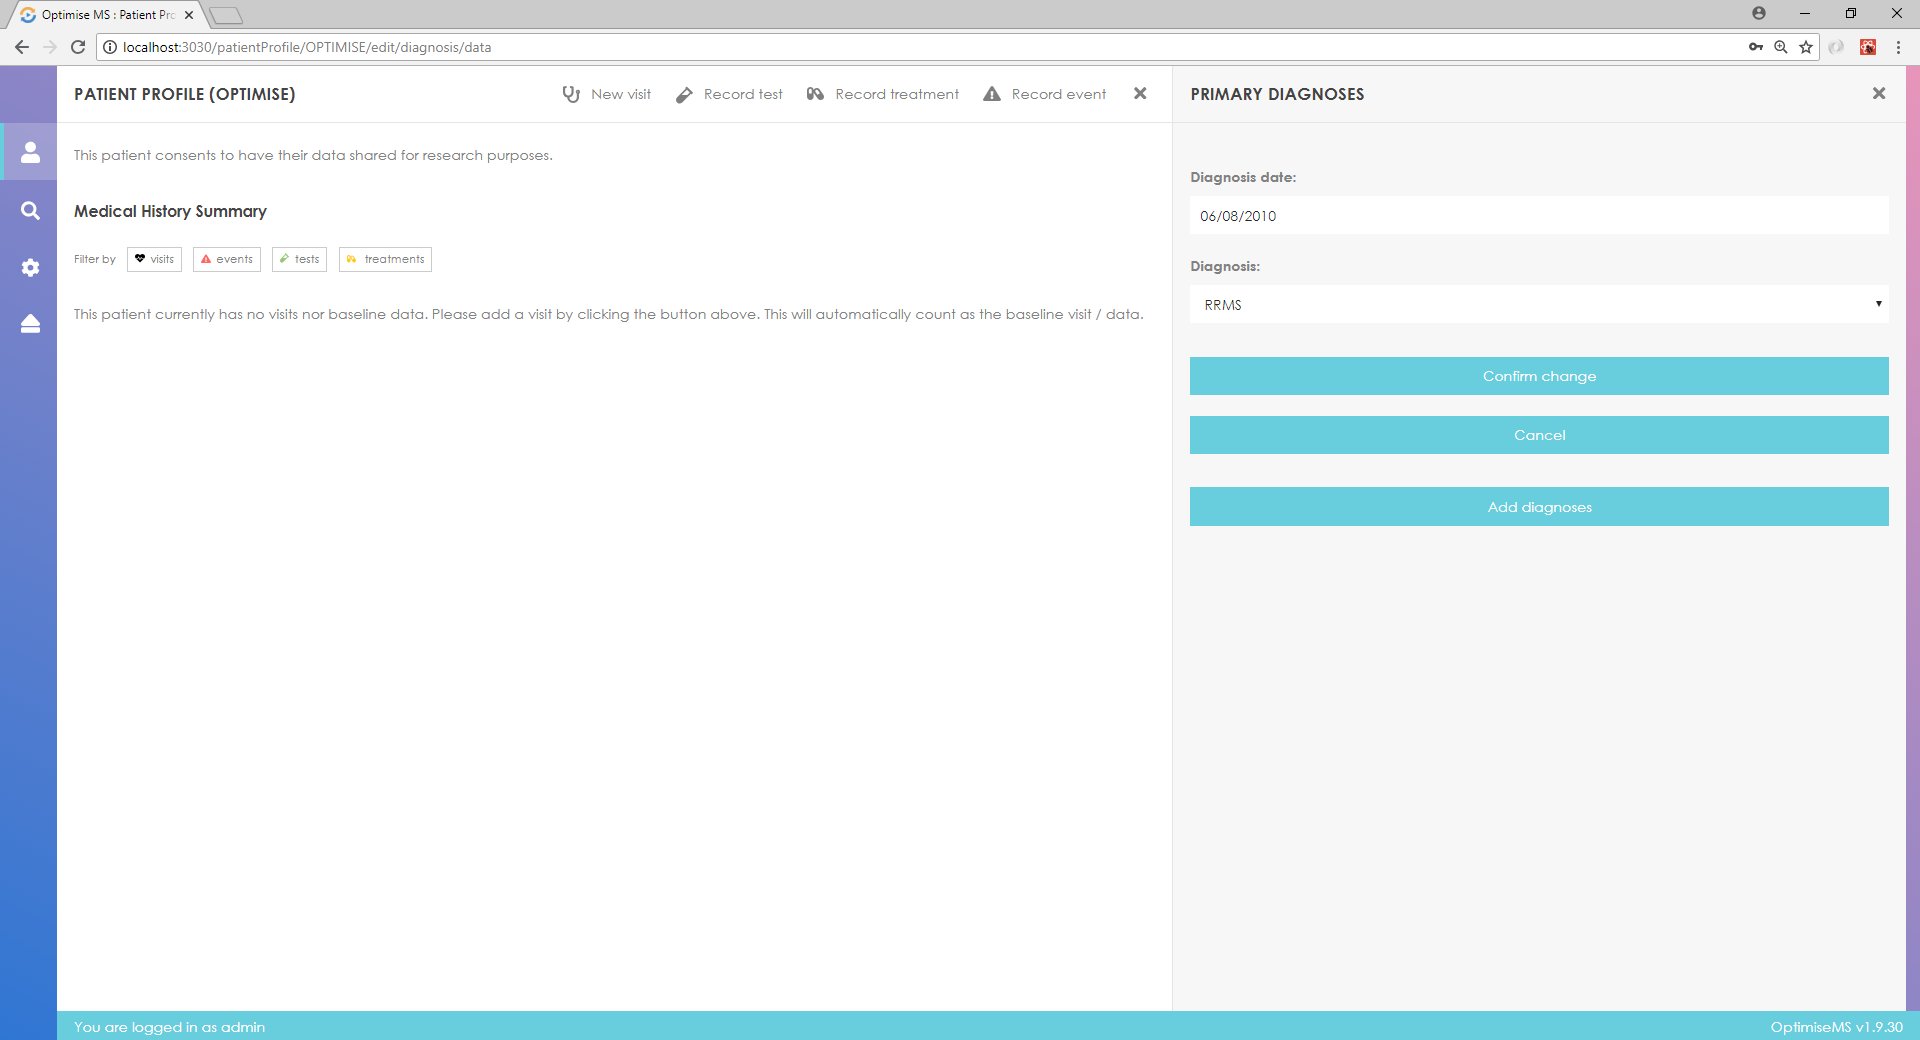 Optimise MS : Patient Pro
localhost:3030/patientProfile/OPTIMISE/edit/diagnosis/data
PATIENT PROFILE (OPTIMISE)
New visit
Record test
Record treatment
Record event
This patient consents to have their data shared for research purposes.
Medical History Summary
Filter by
visits
events
tests
treatments
This patient currently has no visits nor baseline data. Please add a visit by clicking the button above. This will automatically count as the baseline visit / data.
PRIMARY DIAGNOSES
Diagnosis date:
06/08/2010
Diagnosis:
RRMS
Confirm change
Cancel
Add diagnoses
You are logged in as admin
OptimiseMS v1.9.30